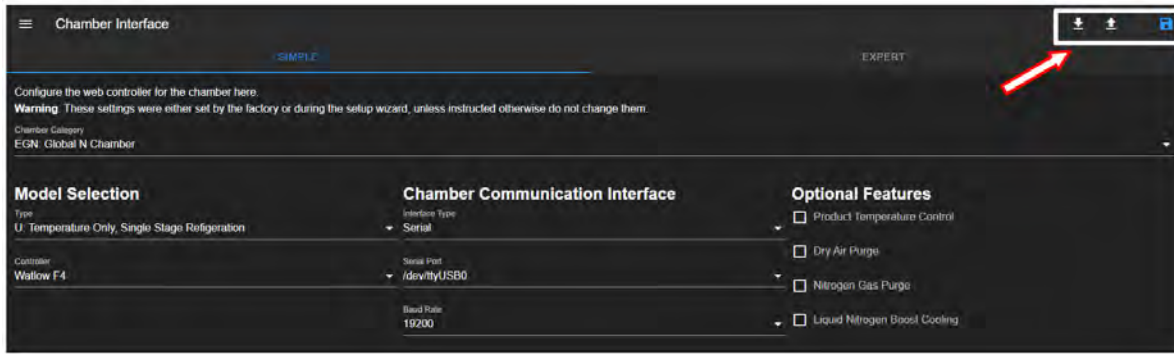 Chamber Interface
SIMPLE
EXPERT
Configure the web controller for the chamber here.
Warning: These settings were either set by the factory or during the setup wizard, unless instructed otherwise do not change them.
Chamber Category
EGN: Global N Chamber
Model Selection
Type
U: Temperature Only, Single Stage Refigeration
Controller
Watlow F4
Chamber Communication Interface
Interface Type
Serial
Serial Port
/dev/ttyUSB0
Baud Rate
19200
Optional Features
Product Temperature Control
Dry Air Purge
Nitrogen Gas Purge
Liquid Nitrogen Boost Cooling